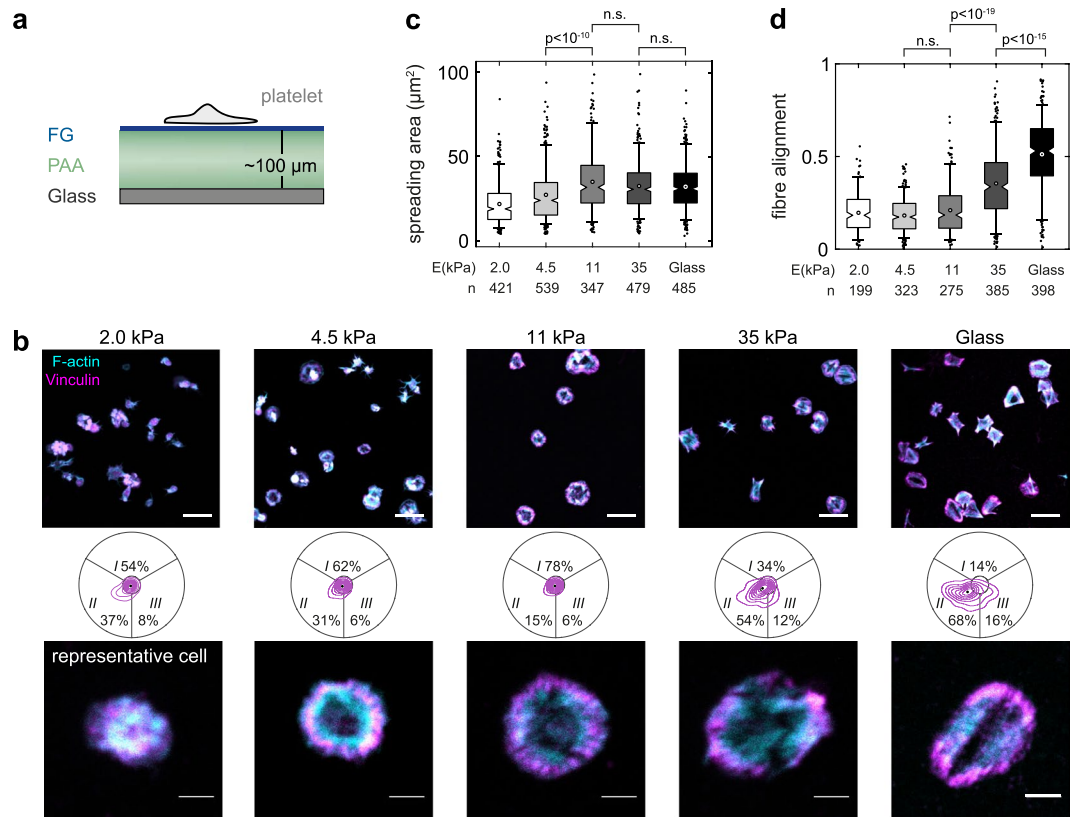 a
platelet
FG
PAA
Glass
~100 μm
c
n.s.
p<10⁻¹⁰
n.s.
spreading area (μm²)
100
50
0
E(kPa) 2.0 4.5 11 35 Glass
n 421 539 347 479 485
d
p<10⁻¹⁹
n.s.
p<10⁻¹⁵
fibre alignment
1
0.5
0
E(kPa) 2.0 4.5 11 35 Glass
n 199 323 275 385 398
b
2.0 kPa 4.5 kPa 11 kPa 35 kPa Glass
F-actin
Vinculin
I 54% I 62% I 78% I 34% I 14%
II III II III II III II III II III
37% 8% 31% 6% 15% 6% 54% 12% 68% 16%
representative cell